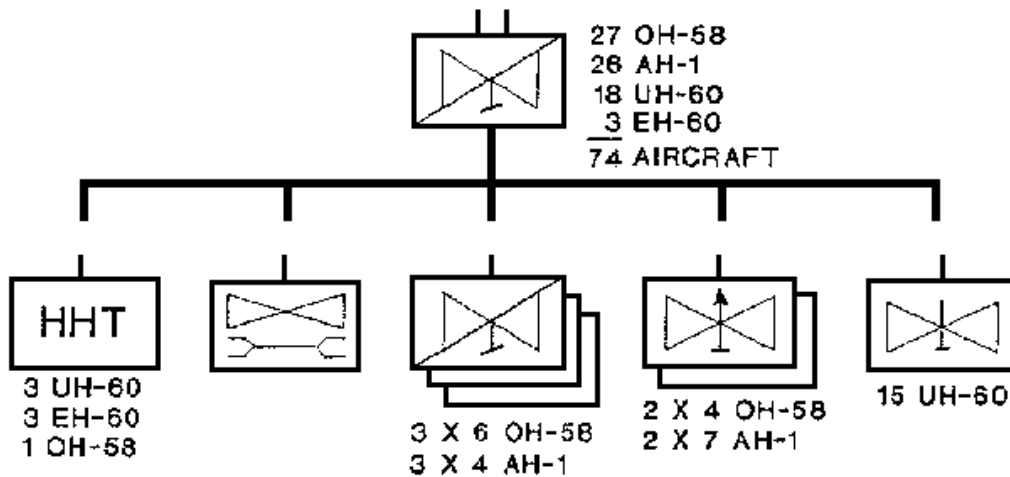 27 OH-58
26 AH-1
18 UH-60
3 EH-60
74 AIRCRAFT
HHT
3 UH-60
3 EH-60
1 OH-58
3 X 6 OH-58
3 X 4 AH-1
2 X 4 OH-58
2 X 7 AH-1
15 UH-60